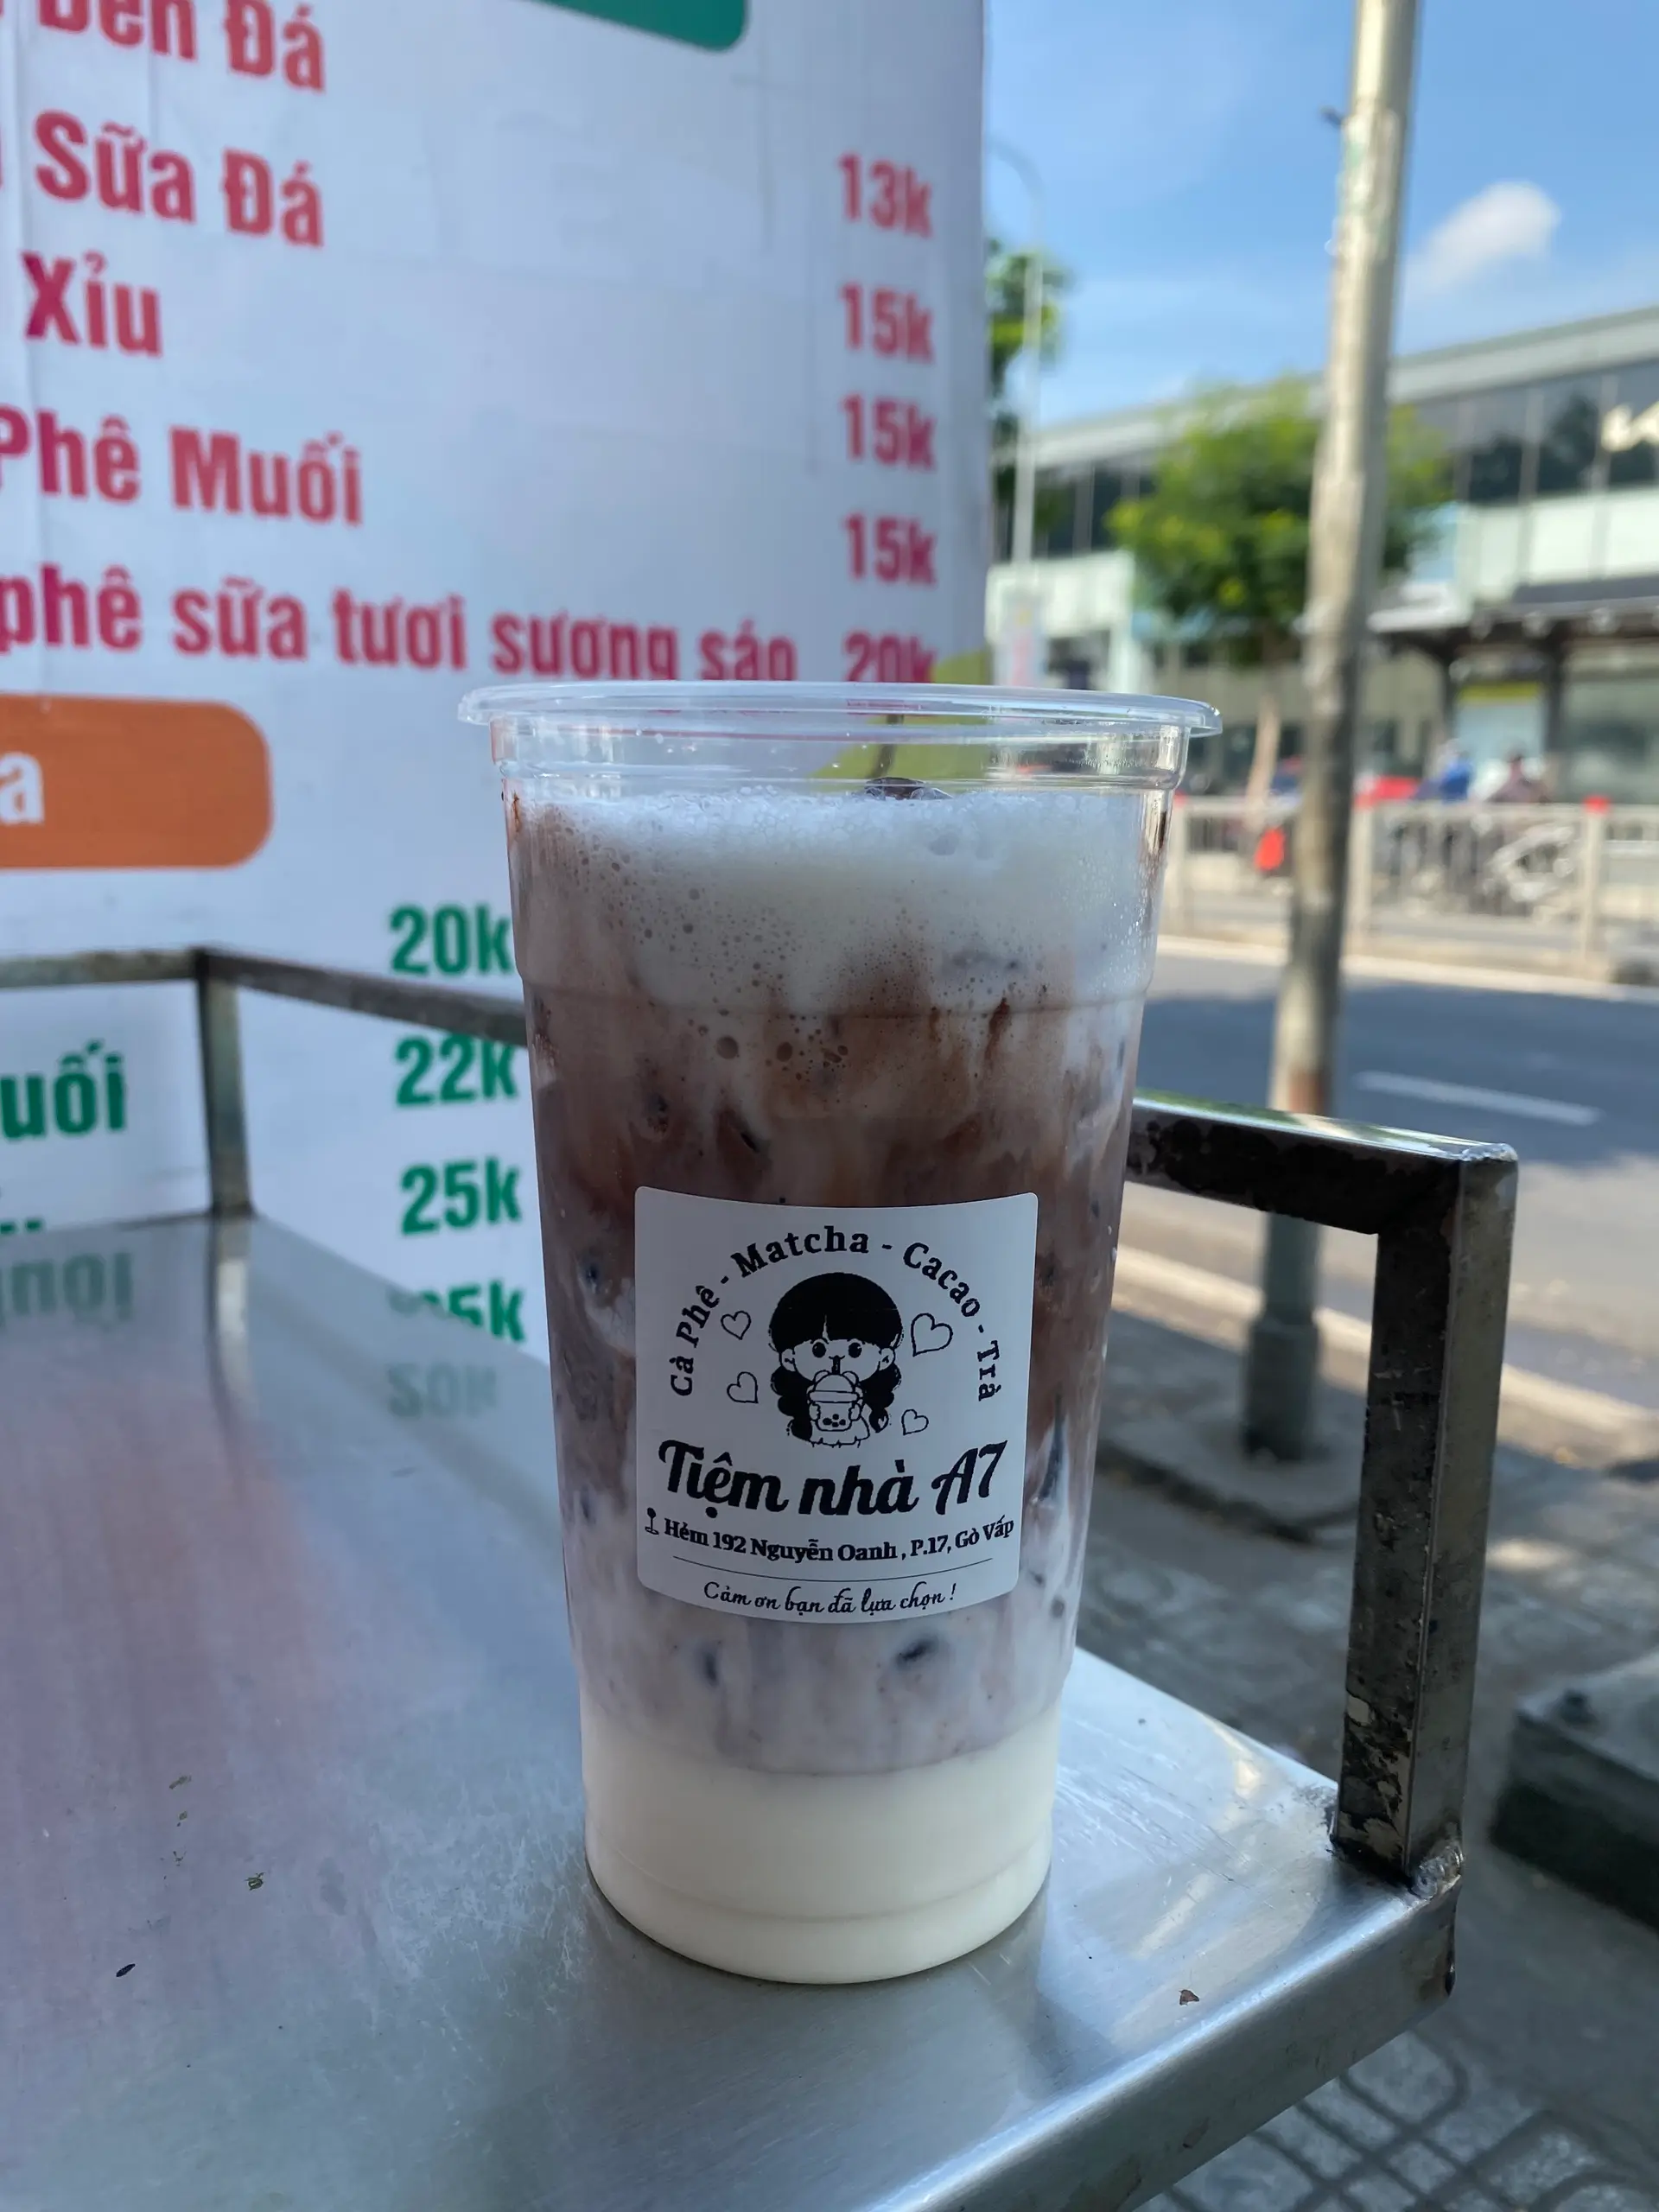 Đen Đá
13k
Sữa Đá
15k
Xỉu
15k
Phê Muối
15k
phê sữa tươi sương sáo
20k
a
20k
22k
uối
25k
Cà Phê - Matcha - Cacao - Trà
Tiệm nhà A7
Hẻm 192 Nguyễn Oanh, P.17, Gò Vấp
Cảm ơn bạn đã lựa chọn !